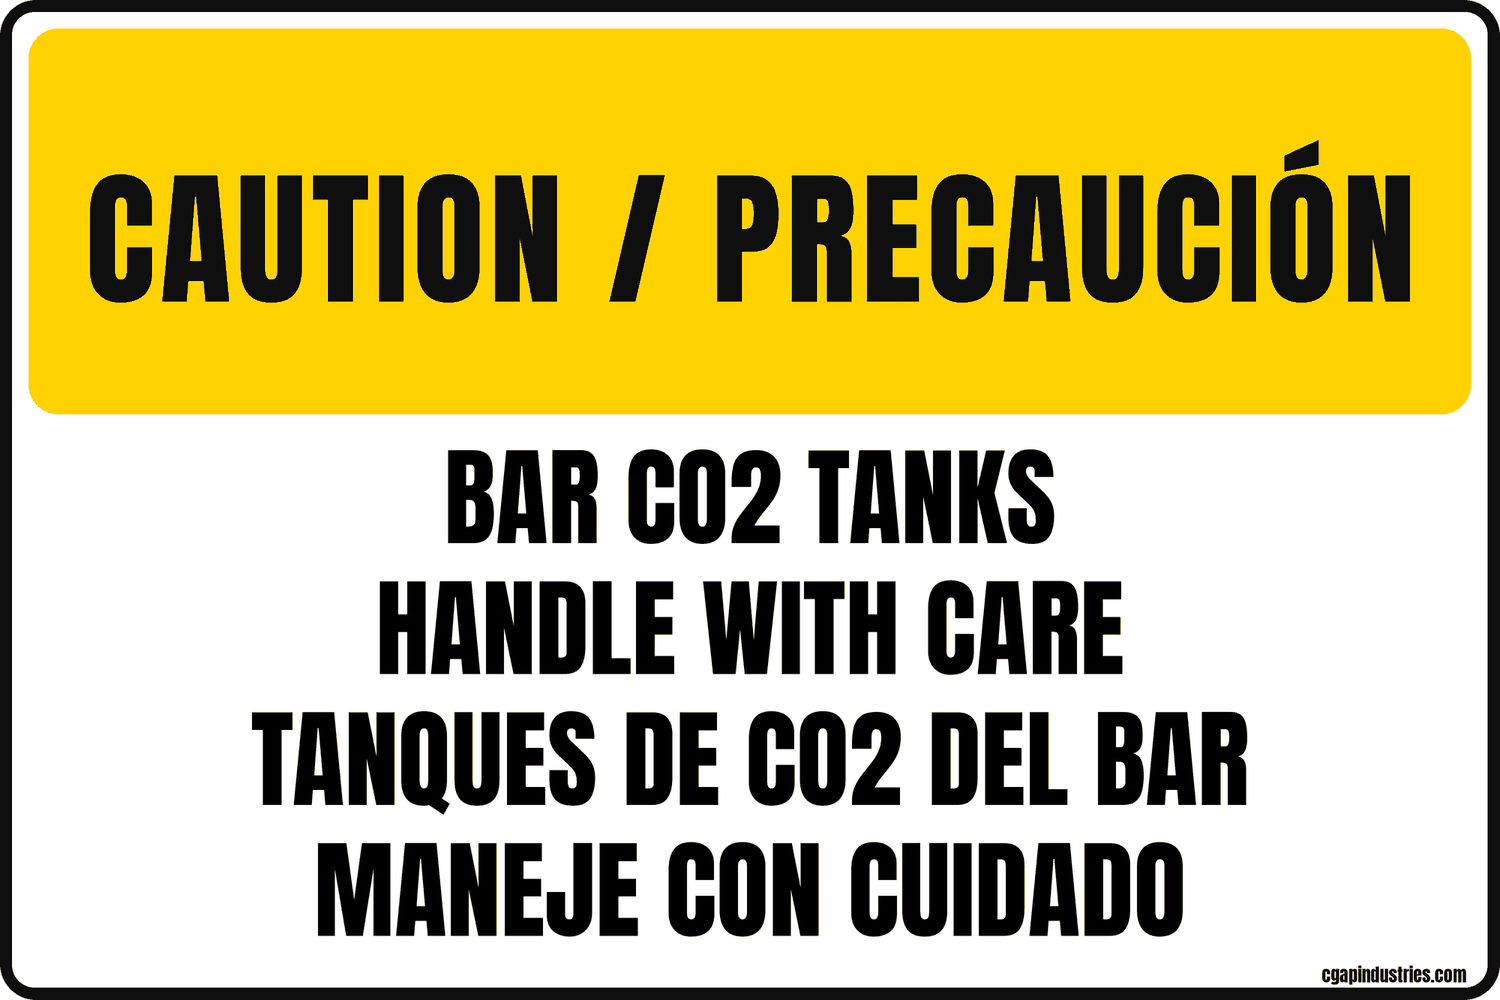 CAUTION / PRECAUCIÓN
BAR CO2 TANKS
HANDLE WITH CARE
TANQUES DE CO2 DEL BAR
MANEJE CON CUIDADO
cgapindustries.com